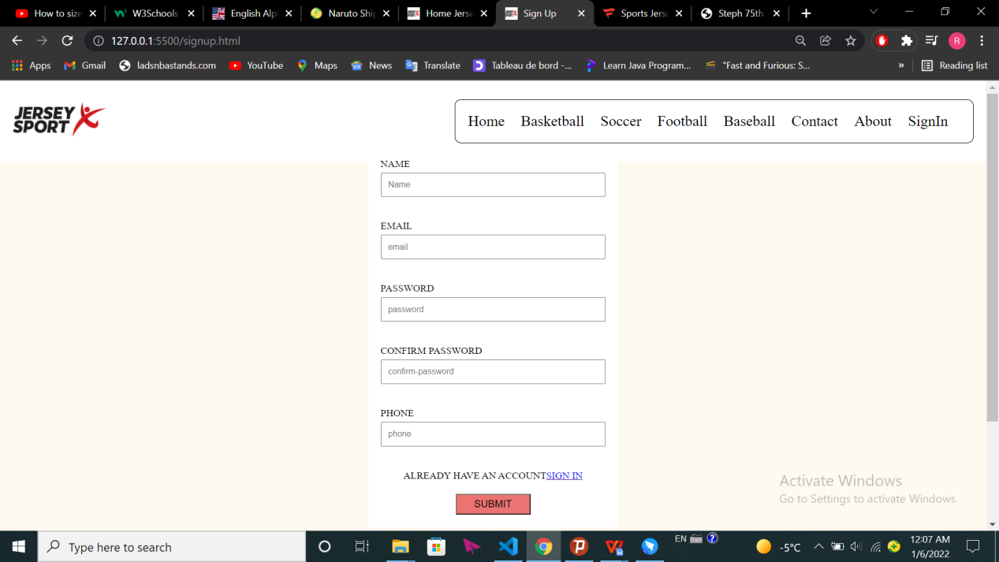 How to size
W3Schools
English Alp
Naruto Ship
Home Jerse
Sign Up
Sports Jerse
Steph 75th
127.0.0.1:5500/signup.html
R
Apps
Gmail
ladsnbastands.com
YouTube
Maps
News
Translate
Tableau de bord -...
Learn Java Program...
"Fast and Furious: S...
»
Reading list
JERSEY
SPORT
Home Basketball Soccer Football Baseball Contact About SignIn
NAME
Name
EMAIL
email
PASSWORD
password
CONFIRM PASSWORD
confirm-password
PHONE
phone
ALREADY HAVE AN ACCOUNTSIGN IN
SUBMIT
Activate Windows
Go to Settings to activate Windows.
Type here to search
EN
-5°C
12:07 AM
1/6/2022